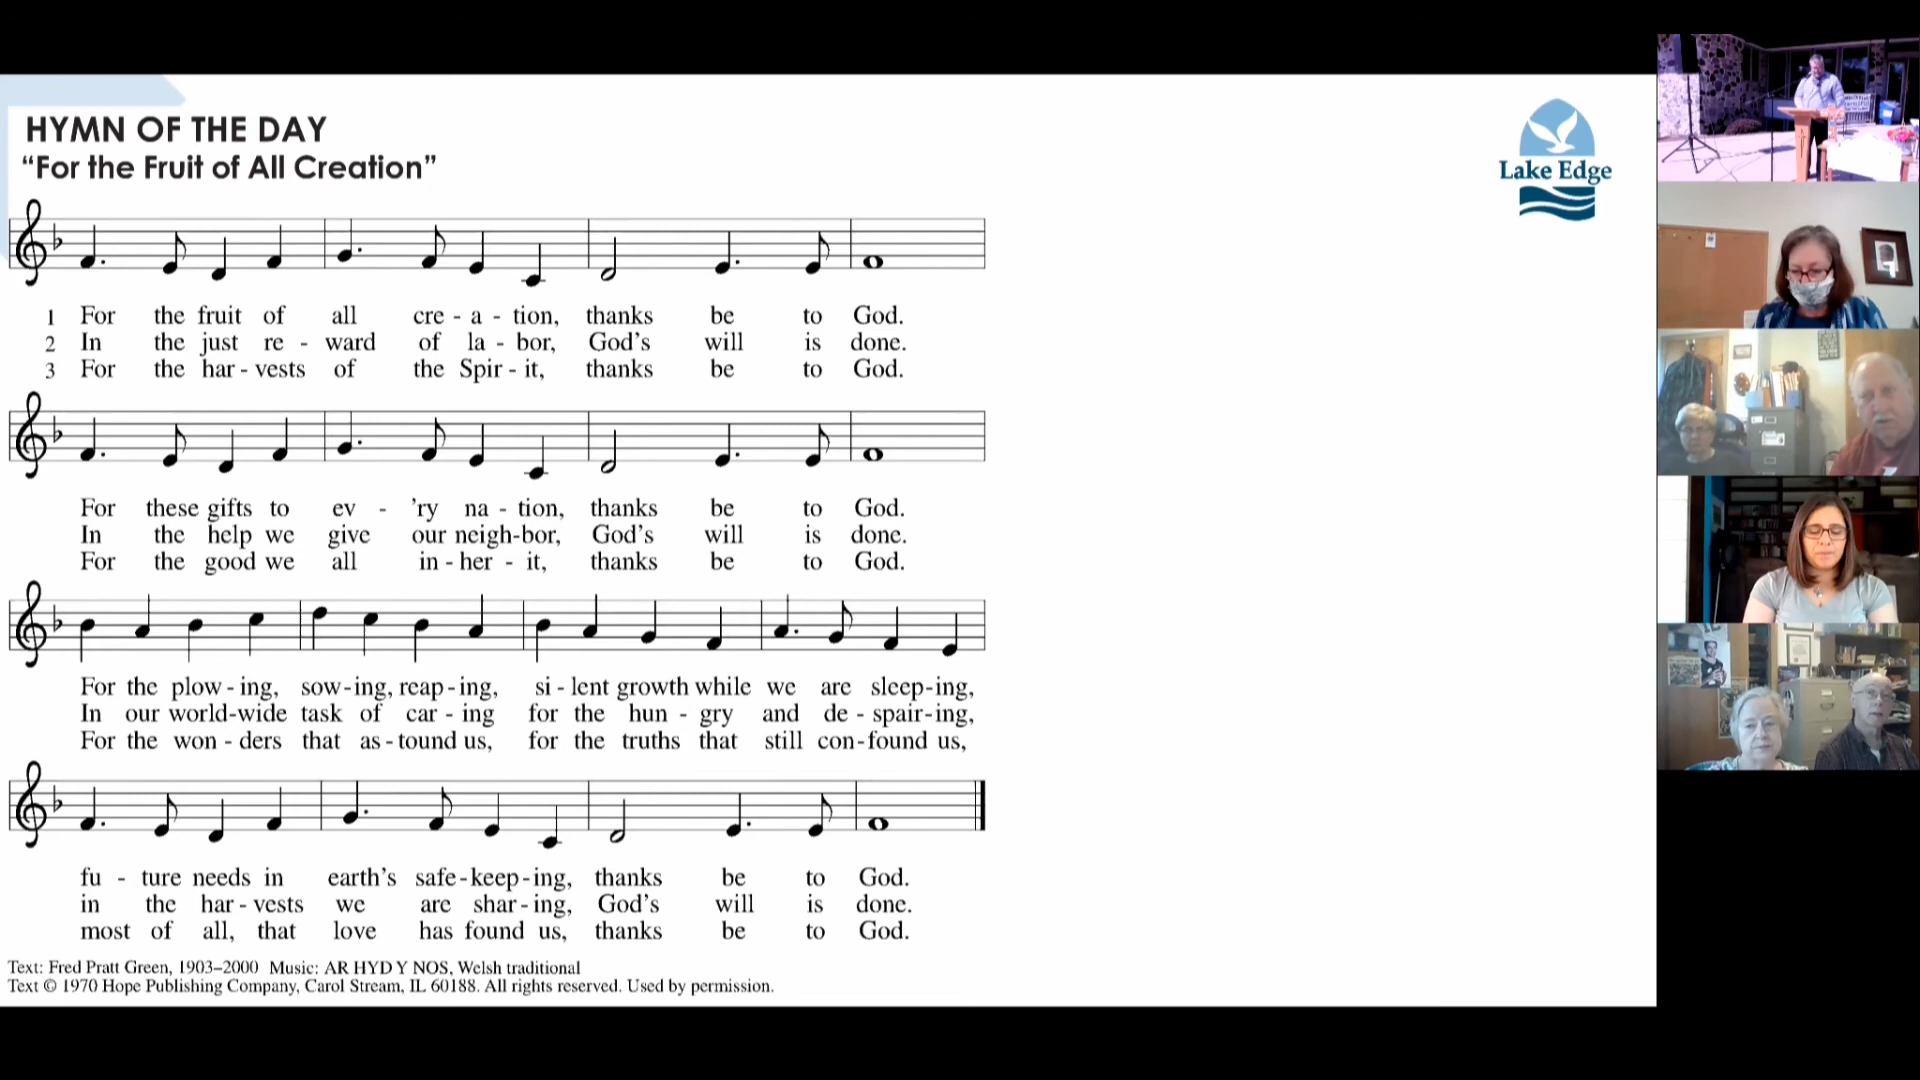 HYMN OF THE DAY
“For the Fruit of All Creation”
Lake Edge
1 For the fruit of all cre - a - tion, thanks be to God.
2 In the just re - ward of la - bor, God's will is done.
3 For the har - vests of the Spir - it, thanks be to God.
For these gifts to ev - 'ry na - tion, thanks be to God.
In the help we give our neigh-bor, God's will is done.
For the good we all in - her - it, thanks be to God.
For the plow - ing, sow-ing, reap-ing, si - lent growth while we are sleep-ing,
In our world-wide task of car - ing for the hun - gry and de - spair-ing,
For the won - ders that as - tound us, for the truths that still con-found us,
fu - ture needs in earth's safe - keep - ing, thanks be to God.
in the har - vests we are shar - ing, God's will is done.
most of all, that love has found us, thanks be to God.
Text: Fred Pratt Green, 1903–2000 Music: AR HYD Y NOS, Welsh traditional
Text © 1970 Hope Publishing Company, Carol Stream, IL 60188. All rights reserved. Used by permission.